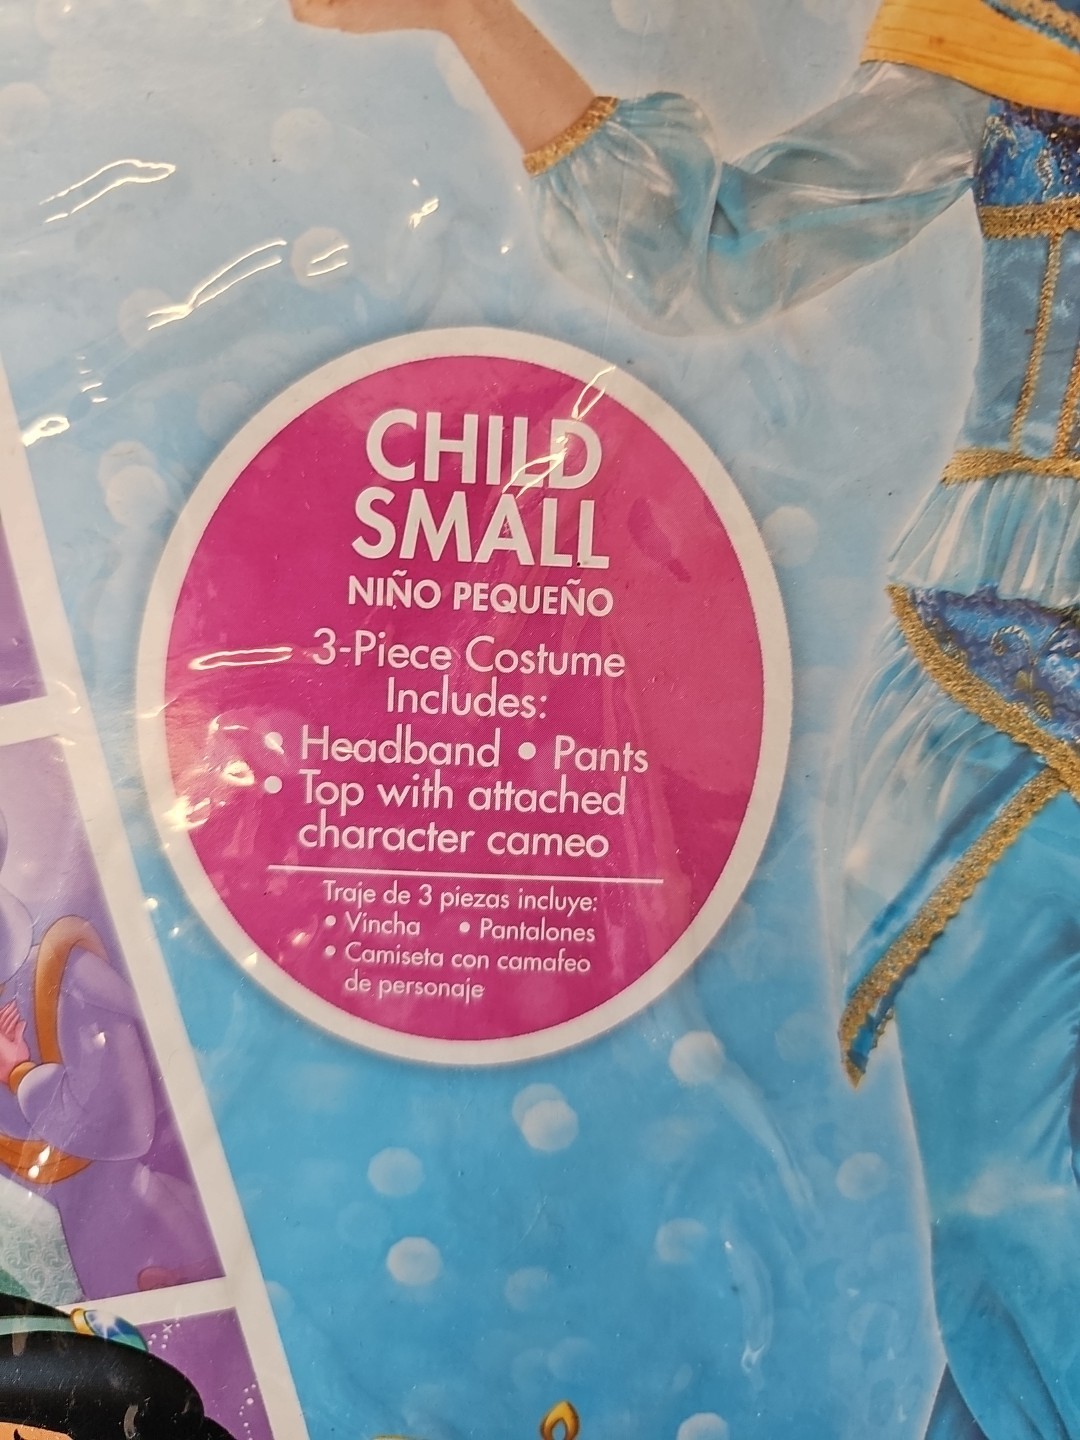 CHILD
SMALL
NIÑO PEQUEÑO
3-Piece Costume
Includes:
• Headband • Pants
• Top with attached
character cameo
Traje de 3 piezas incluye:
• Vincha • Pantalones
• Camiseta con camafeo
de personaje